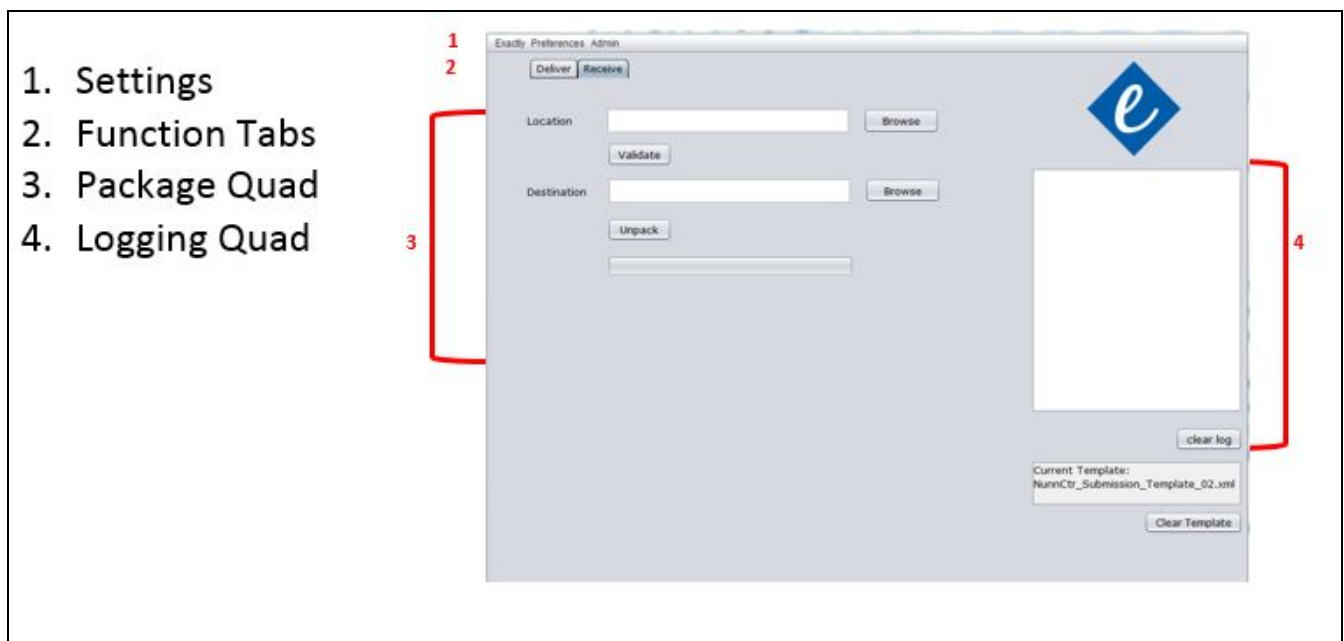 1. Settings
2. Function Tabs
3. Package Quad
4. Logging Quad
1
2
3
4
Exactly Preferences Admin
Deliver Receive
Location Browse
Validate
Destination Browse
Unpack
e
clear log
Current Template:
NunnCtr_Submission_Template_02.xml
Clear Template